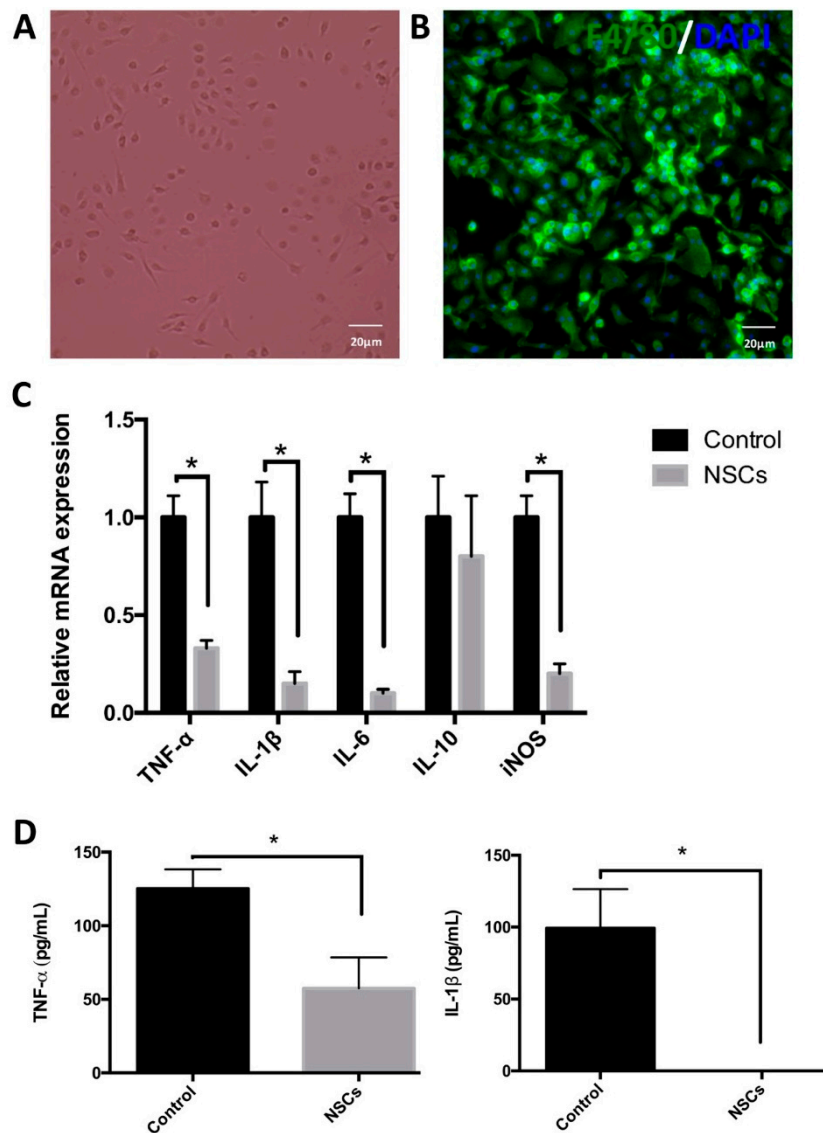 A
B
F4/80/DAPI
20μm
20μm
C
Relative mRNA expression
1.5
1.0
0.5
0.0
Control
NSCs
*
*
*
*
TNF-α
IL-1β
IL-6
IL-10
iNOS
D
TNF-α (pg/mL)
150
100
50
0
*
Control
NSCs
IL-1β (pg/mL)
150
100
50
0
*
Control
NSCs